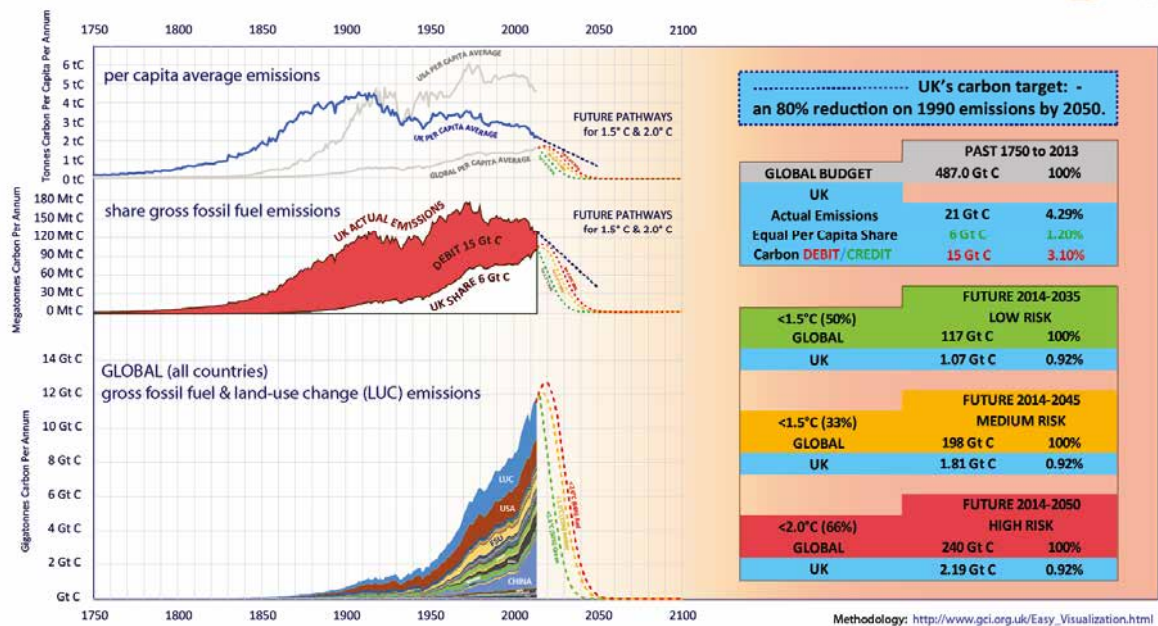 1750 1800 1850 1900 1950 2000 2050 2100
Tonnes Carbon Per Capita Per Annum
6 tC
5 tC
4 tC
3 tC
2 tC
1 tC
0 tC
per capita average emissions
USA PER CAPITA AVERAGE
UK PER CAPITA AVERAGE
GLOBAL PER CAPITA AVERAGE
FUTURE PATHWAYS
for 1.5° C & 2.0° C
Megatonnes Carbon Per Annum
180 Mt C
150 Mt C
120 Mt C
90 Mt C
60 Mt C
30 Mt C
0 Mt C
share gross fossil fuel emissions
UK ACTUAL EMISSIONS
DEBIT 15 Gt C
UK SHARE 6 Gt C
FUTURE PATHWAYS
for 1.5° C & 2.0° C
Gigatonnes Carbon Per Annum
14 Gt C
12 Gt C
10 Gt C
8 Gt C
6 Gt C
4 Gt C
2 Gt C
Gt C
GLOBAL (all countries)
gross fossil fuel & land-use change (LUC) emissions
LUC
USA
FSU
CHINA
1750 1800 1850 1900 1950 2000 2050 2100
UK's carbon target: -
an 80% reduction on 1990 emissions by 2050.
PAST 1750 to 2013
GLOBAL BUDGET 487.0 Gt C 100%
UK
Actual Emissions 21 Gt C 4.29%
Equal Per Capita Share 6 Gt C 1.20%
Carbon DEBIT/CREDIT 15 Gt C 3.10%
FUTURE 2014-2035
<1.5°C (50%) LOW RISK
GLOBAL 117 Gt C 100%
UK 1.07 Gt C 0.92%
FUTURE 2014-2045
<1.5°C (33%) MEDIUM RISK
GLOBAL 198 Gt C 100%
UK 1.81 Gt C 0.92%
FUTURE 2014-2050
<2.0°C (66%) HIGH RISK
GLOBAL 240 Gt C 100%
UK 2.19 Gt C 0.92%
Methodology: http://www.gci.org.uk/Easy_Visualization.html